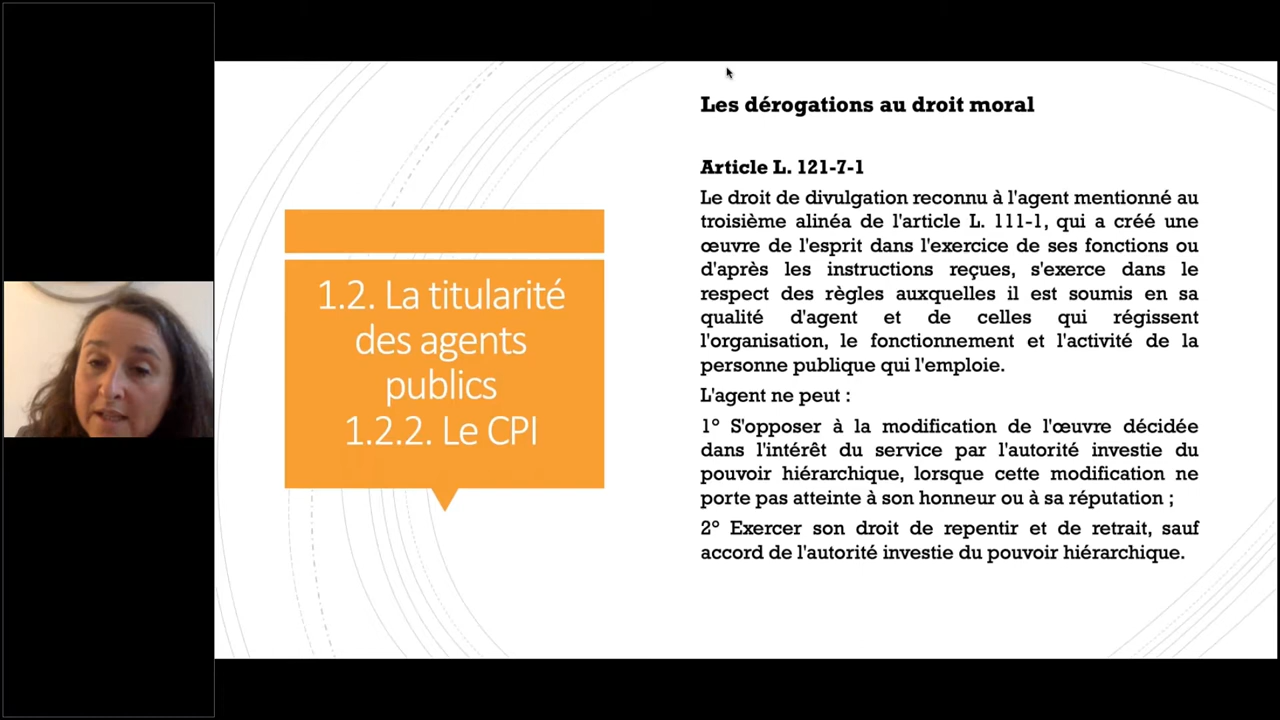 1.2. La titularité
des agents
publics
1.2.2. Le CPI
Les dérogations au droit moral
Article L. 121-7-1
Le droit de divulgation reconnu à l'agent mentionné au
troisième alinéa de l'article L. 111-1, qui a créé une
œuvre de l'esprit dans l'exercice de ses fonctions ou
d'après les instructions reçues, s'exerce dans le
respect des règles auxquelles il est soumis en sa
qualité d'agent et de celles qui régissent
l'organisation, le fonctionnement et l'activité de la
personne publique qui l'emploie.
L'agent ne peut :
1° S'opposer à la modification de l'œuvre décidée
dans l'intérêt du service par l'autorité investie du
pouvoir hiérarchique, lorsque cette modification ne
porte pas atteinte à son honneur ou à sa réputation ;
2° Exercer son droit de repentir et de retrait, sauf
accord de l'autorité investie du pouvoir hiérarchique.